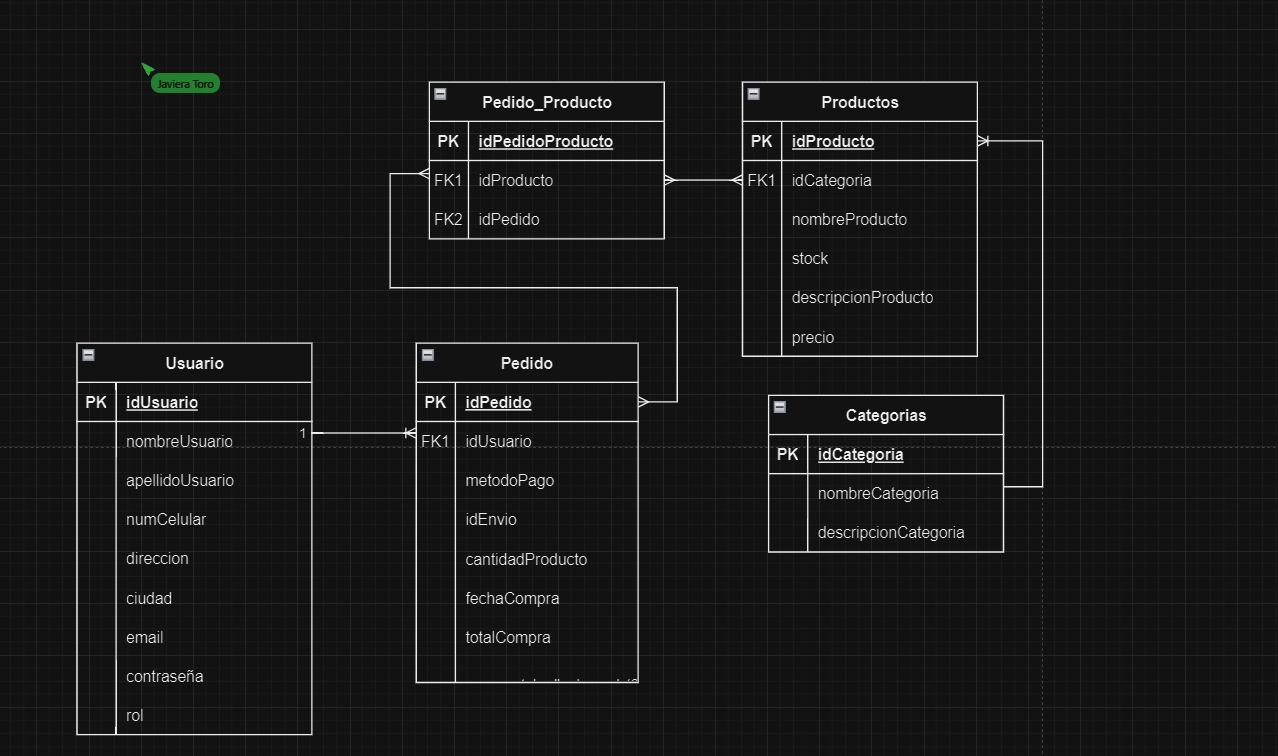 Javiera Toro
Pedido_Producto
PK idPedidoProducto
FK1 idProducto
FK2 idPedido
Productos
PK idProducto
FK1 idCategoria
nombreProducto
stock
descripcionProducto
precio
Usuario
PK idUsuario
nombreUsuario 1
apellidoUsuario
numCelular
direccion
ciudad
email
contraseña
rol
Pedido
PK idPedido
FK1 idUsuario
metodoPago
idEnvio
cantidadProducto
fechaCompra
totalCompra
Categorias
PK idCategoria
nombreCategoria
descripcionCategoria